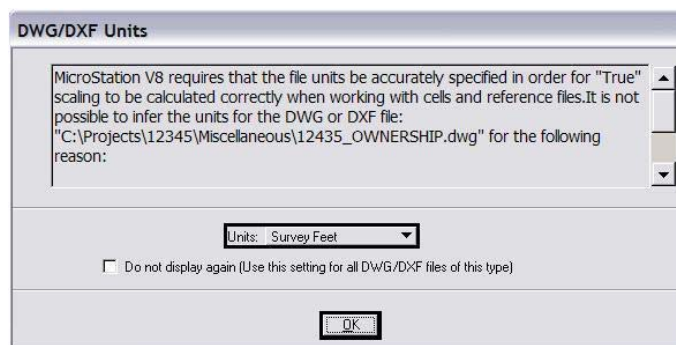 DWG/DXF Units
MicroStation V8 requires that the file units be accurately specified in order for "True"
scaling to be calculated correctly when working with cells and reference files.It is not
possible to infer the units for the DWG or DXF file:
"C:\Projects\12345\Miscellaneous\12435_OWNERSHIP.dwg" for the following
reason:
Units: Survey Feet
Do not display again (Use this setting for all DWG/DXF files of this type)
OK